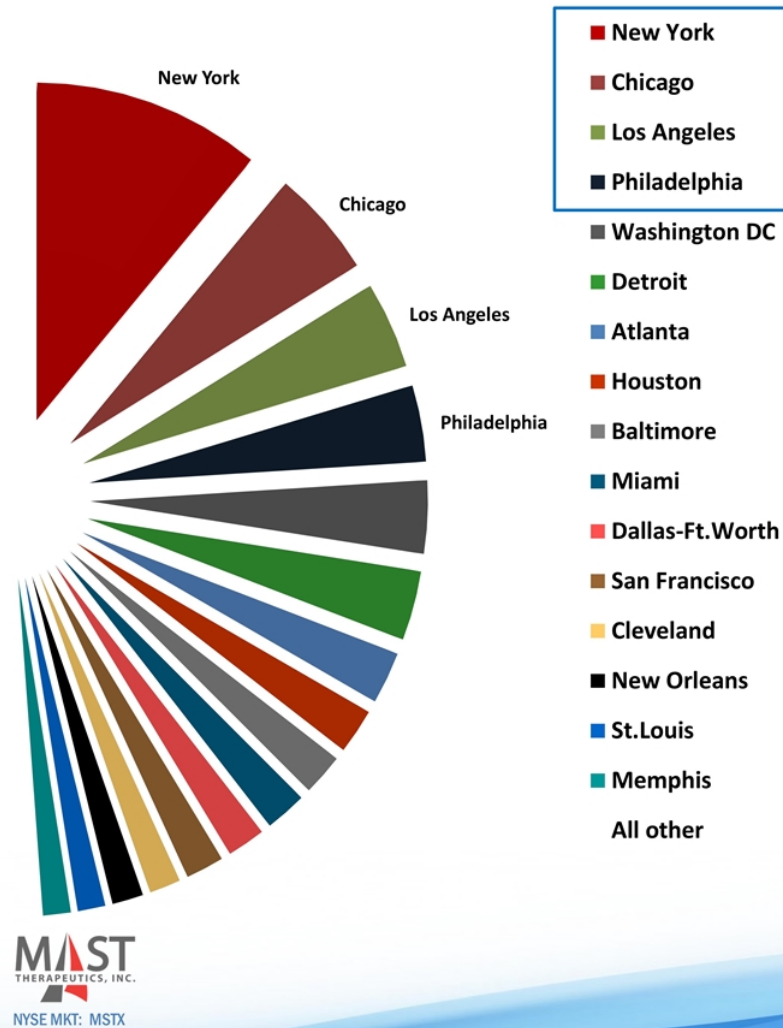 New York
Chicago
Los Angeles
Philadelphia
New York
Chicago
Los Angeles
Philadelphia
Washington DC
Detroit
Atlanta
Houston
Baltimore
Miami
Dallas-Ft.Worth
San Francisco
Cleveland
New Orleans
St.Louis
Memphis
All other
MAST
THERAPEUTICS, INC.
NYSE MKT: MSTX